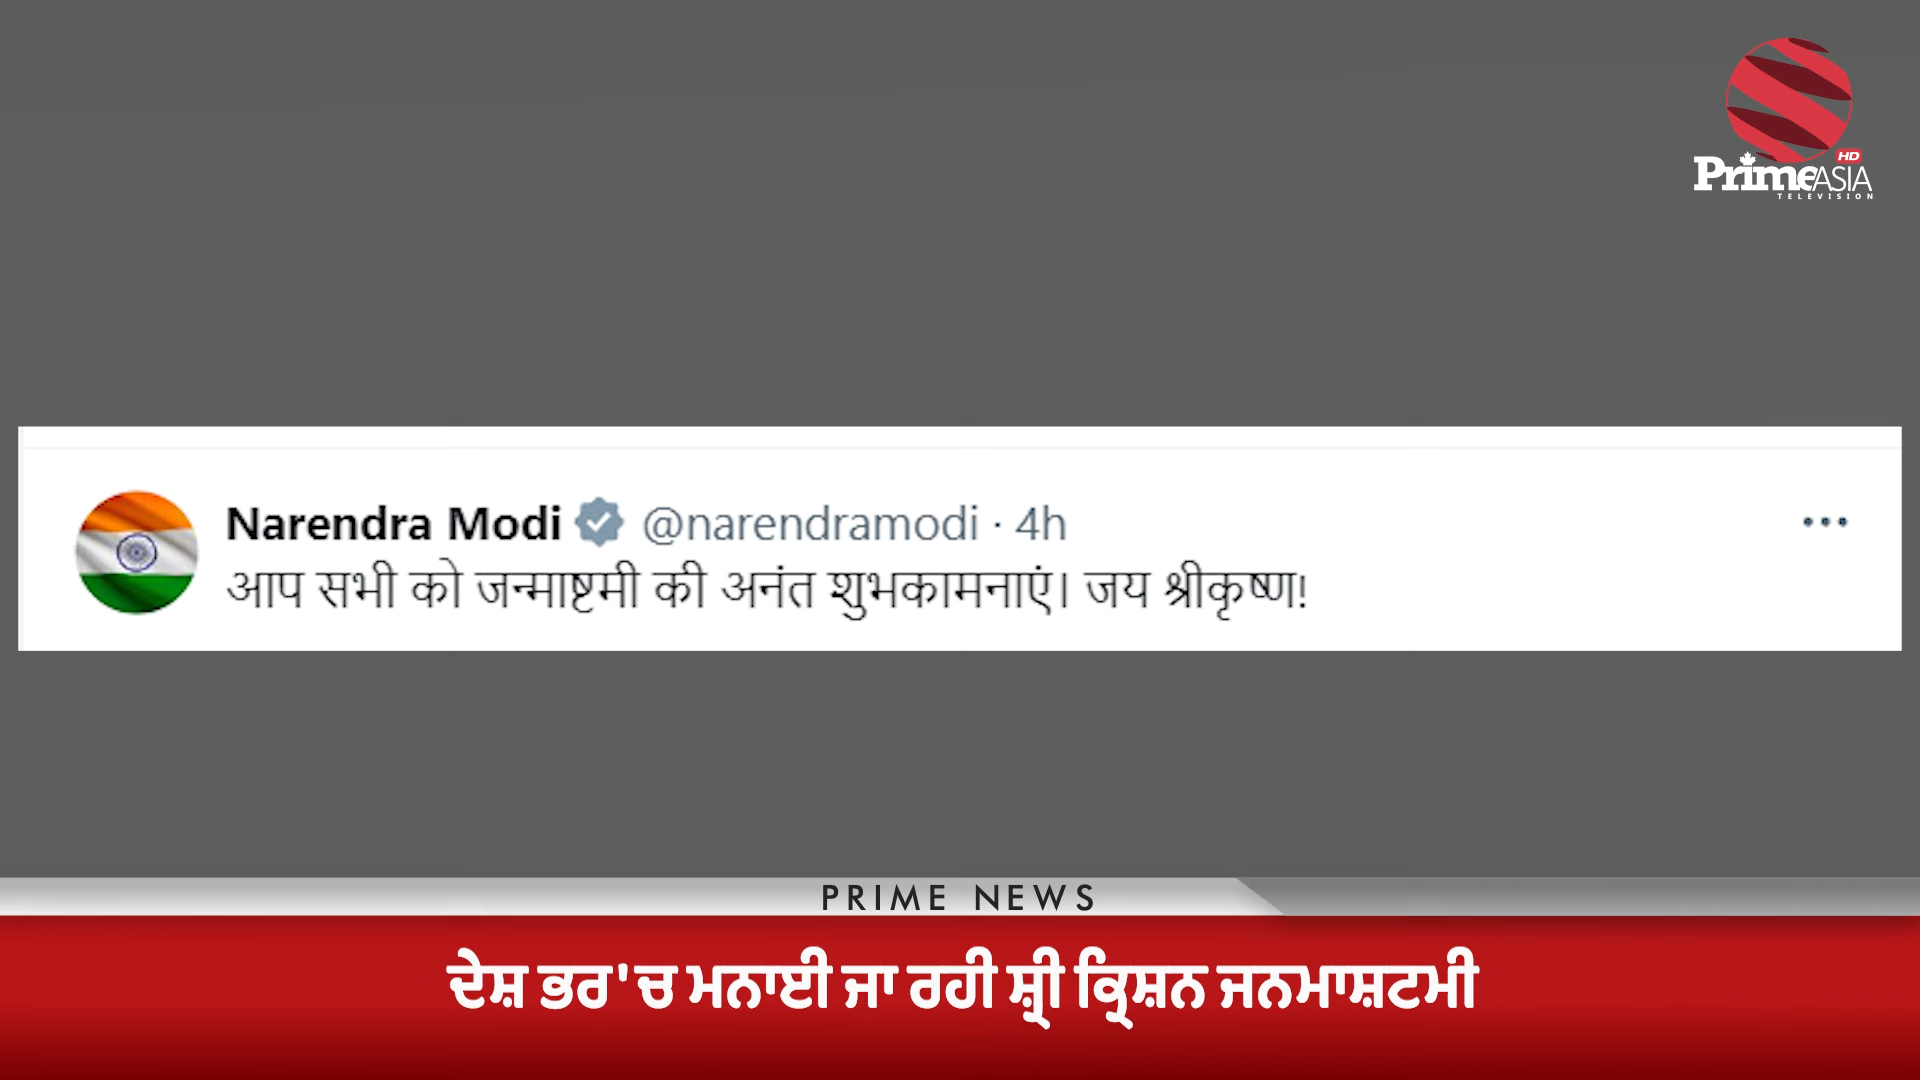 HD
PrimeASIA
TELEVISION
Narendra Modi @narendramodi · 4h
आप सभी को जन्माष्टमी की अनंत शुभकामनाएं। जय श्रीकृष्ण!
PRIME NEWS
ਦੇਸ਼ ਭਰ'ਚ ਮਨਾਈ ਜਾ ਰਹੀ ਸ਼੍ਰੀ ਕ੍ਰਿਸ਼ਨ ਜਨਮਾਸ਼ਟਮੀ